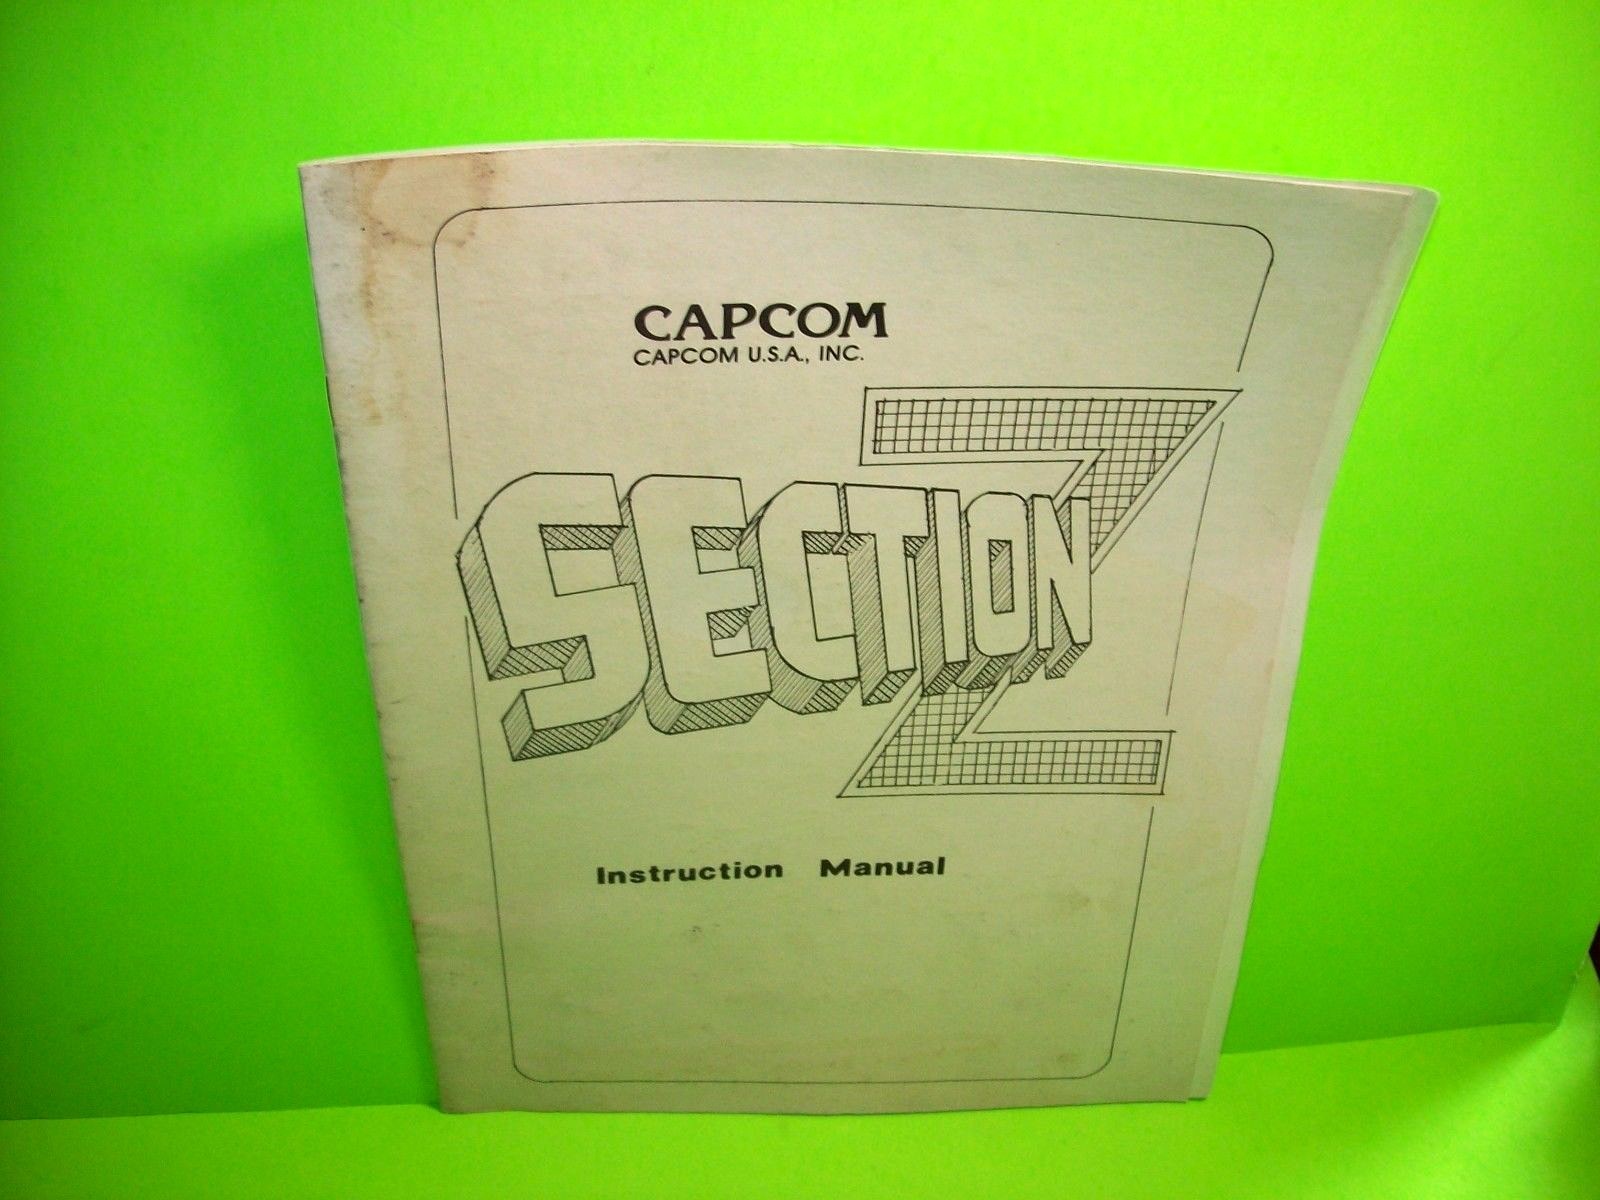 CAPCOM
CAPCOM U.S.A., INC.
SECTION Z
Instruction Manual